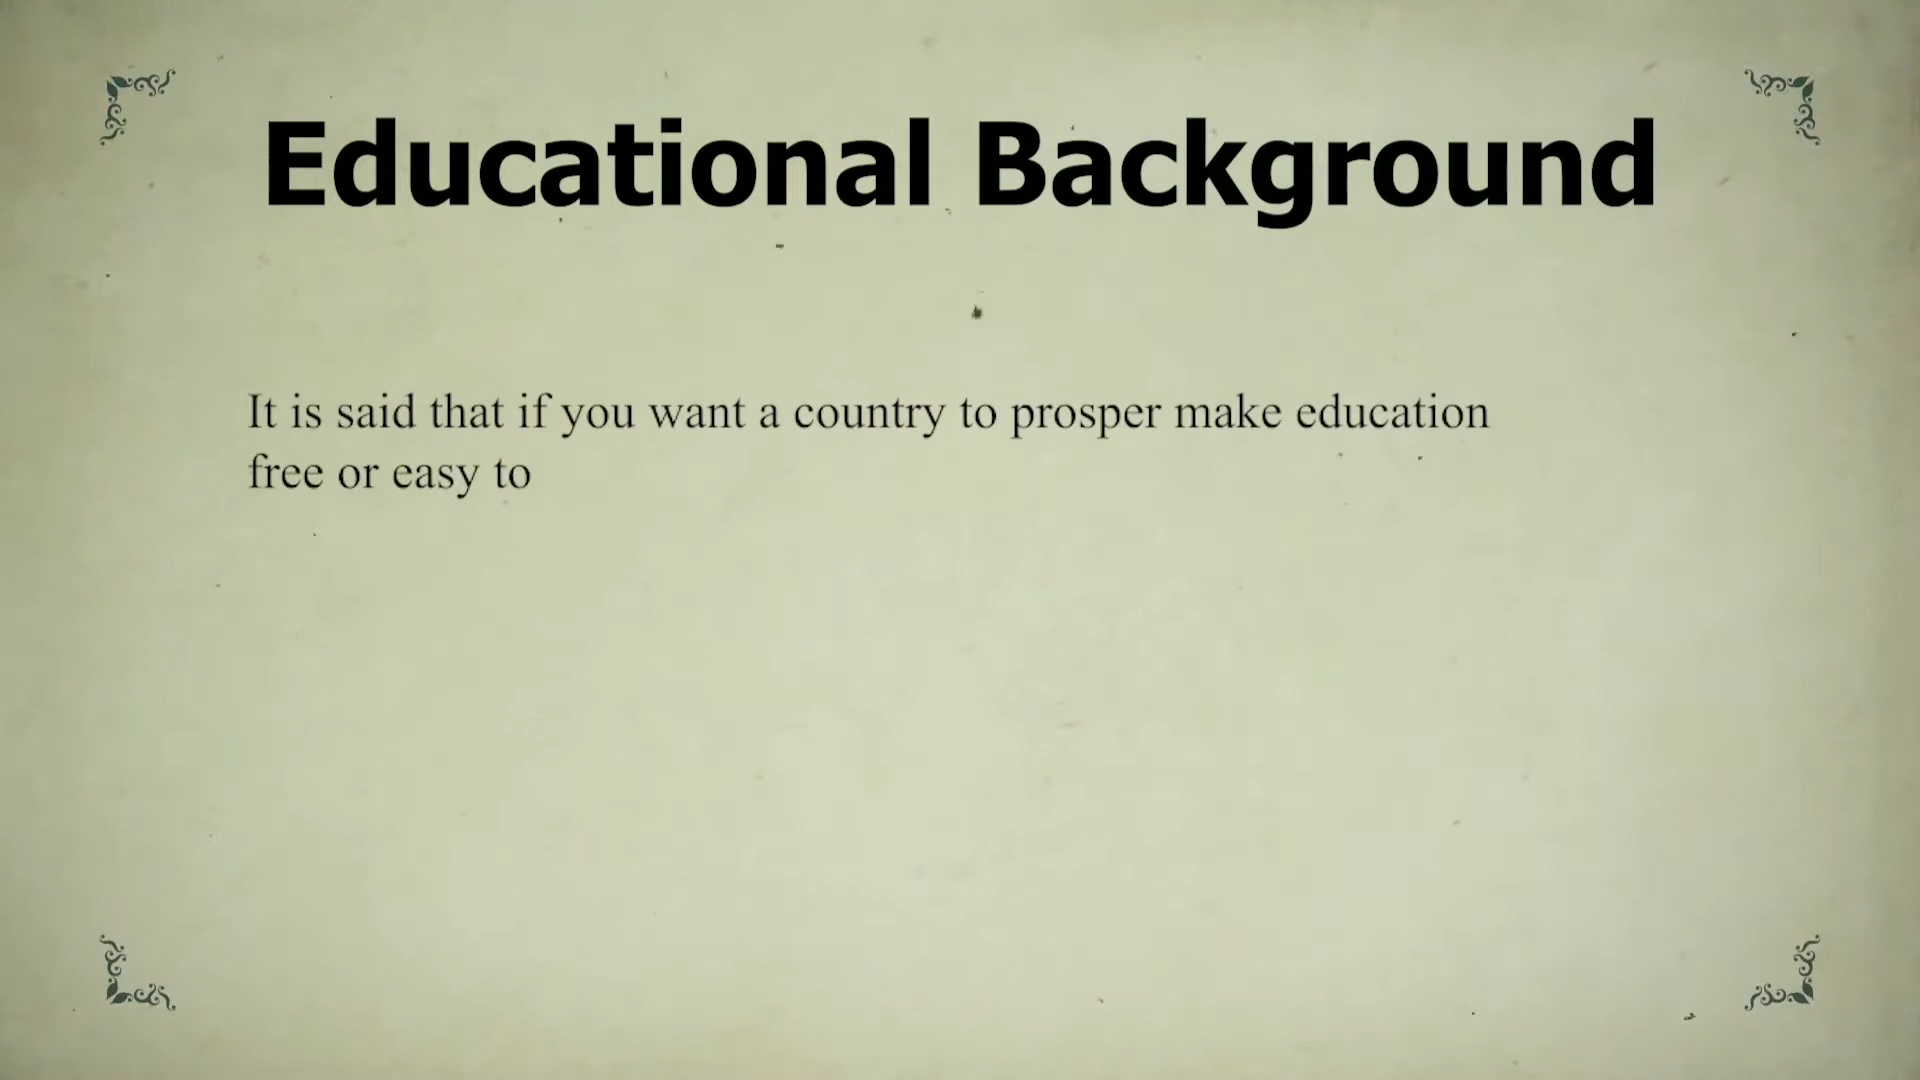 Educational Background
It is said that if you want a country to prosper make education
free or easy to